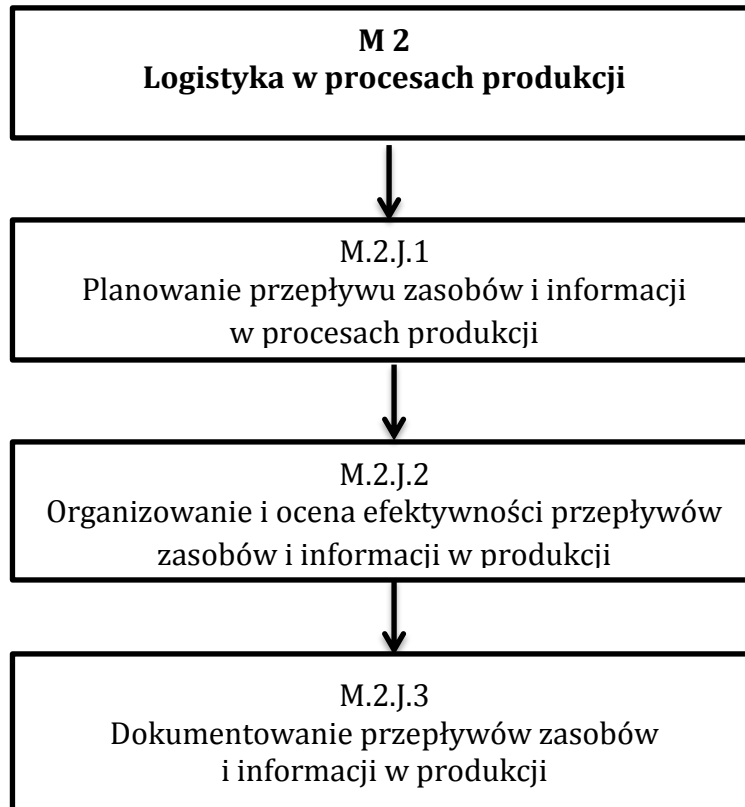 M 2
Logistyka w procesach produkcji
M.2.J.1
Planowanie przepływu zasobów i informacji
w procesach produkcji
M.2.J.2
Organizowanie i ocena efektywności przepływów
zasobów i informacji w produkcji
M.2.J.3
Dokumentowanie przepływów zasobów
i informacji w produkcji